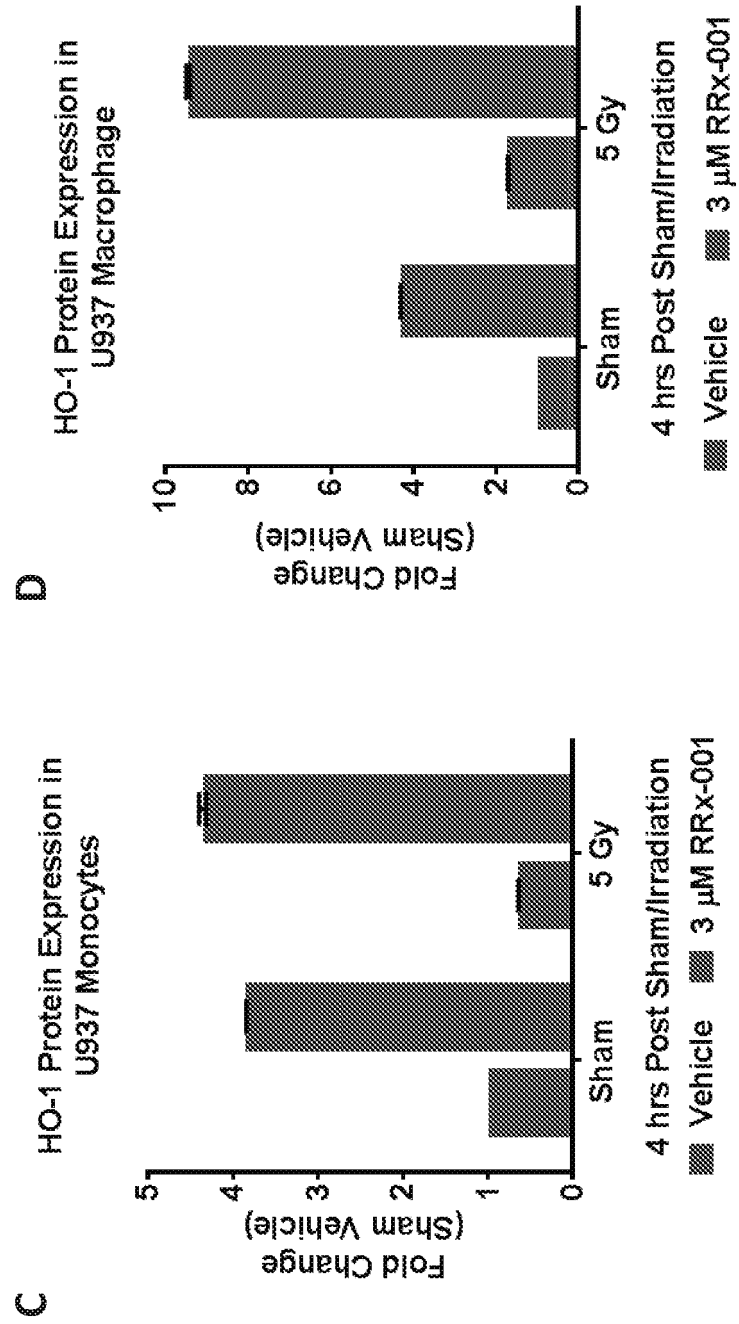 C
HO-1 Protein Expression in
U937 Monocytes
Fold Change
(Sham Vehicle)
5
4
3
2
1
0
Sham
5 Gy
4 hrs Post Sham/Irradiation
Vehicle
3 μM RRx-001
D
HO-1 Protein Expression in
U937 Macrophage
Fold Change
(Sham Vehicle)
10
8
6
4
2
0
Sham
5 Gy
4 hrs Post Sham/Irradiation
Vehicle
3 μM RRx-001